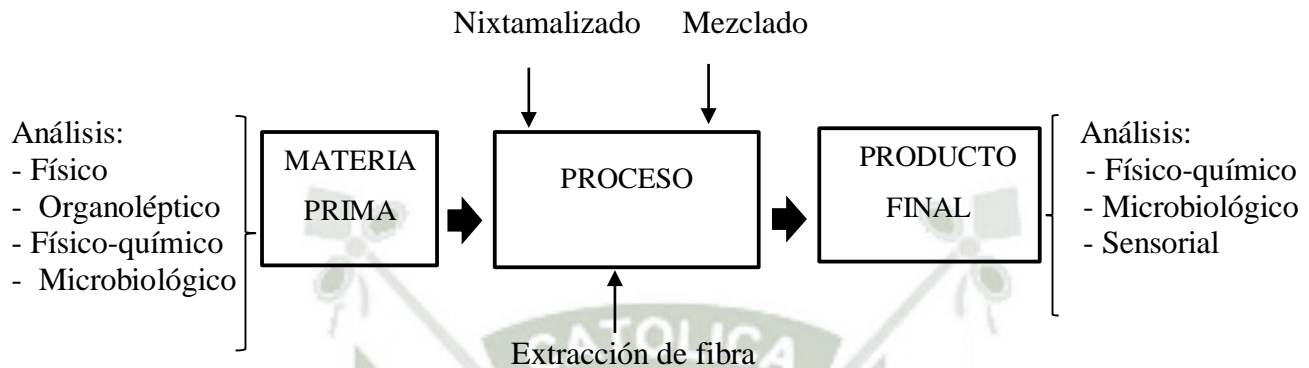 Nixtamalizado Mezclado
Análisis:
- Físico
- Organoléptico
- Físico-químico
- Microbiológico
MATERIA
PRIMA
PROCESO
PRODUCTO
FINAL
Análisis:
- Físico-químico
- Microbiológico
- Sensorial
CATOLICA
Extracción de fibra